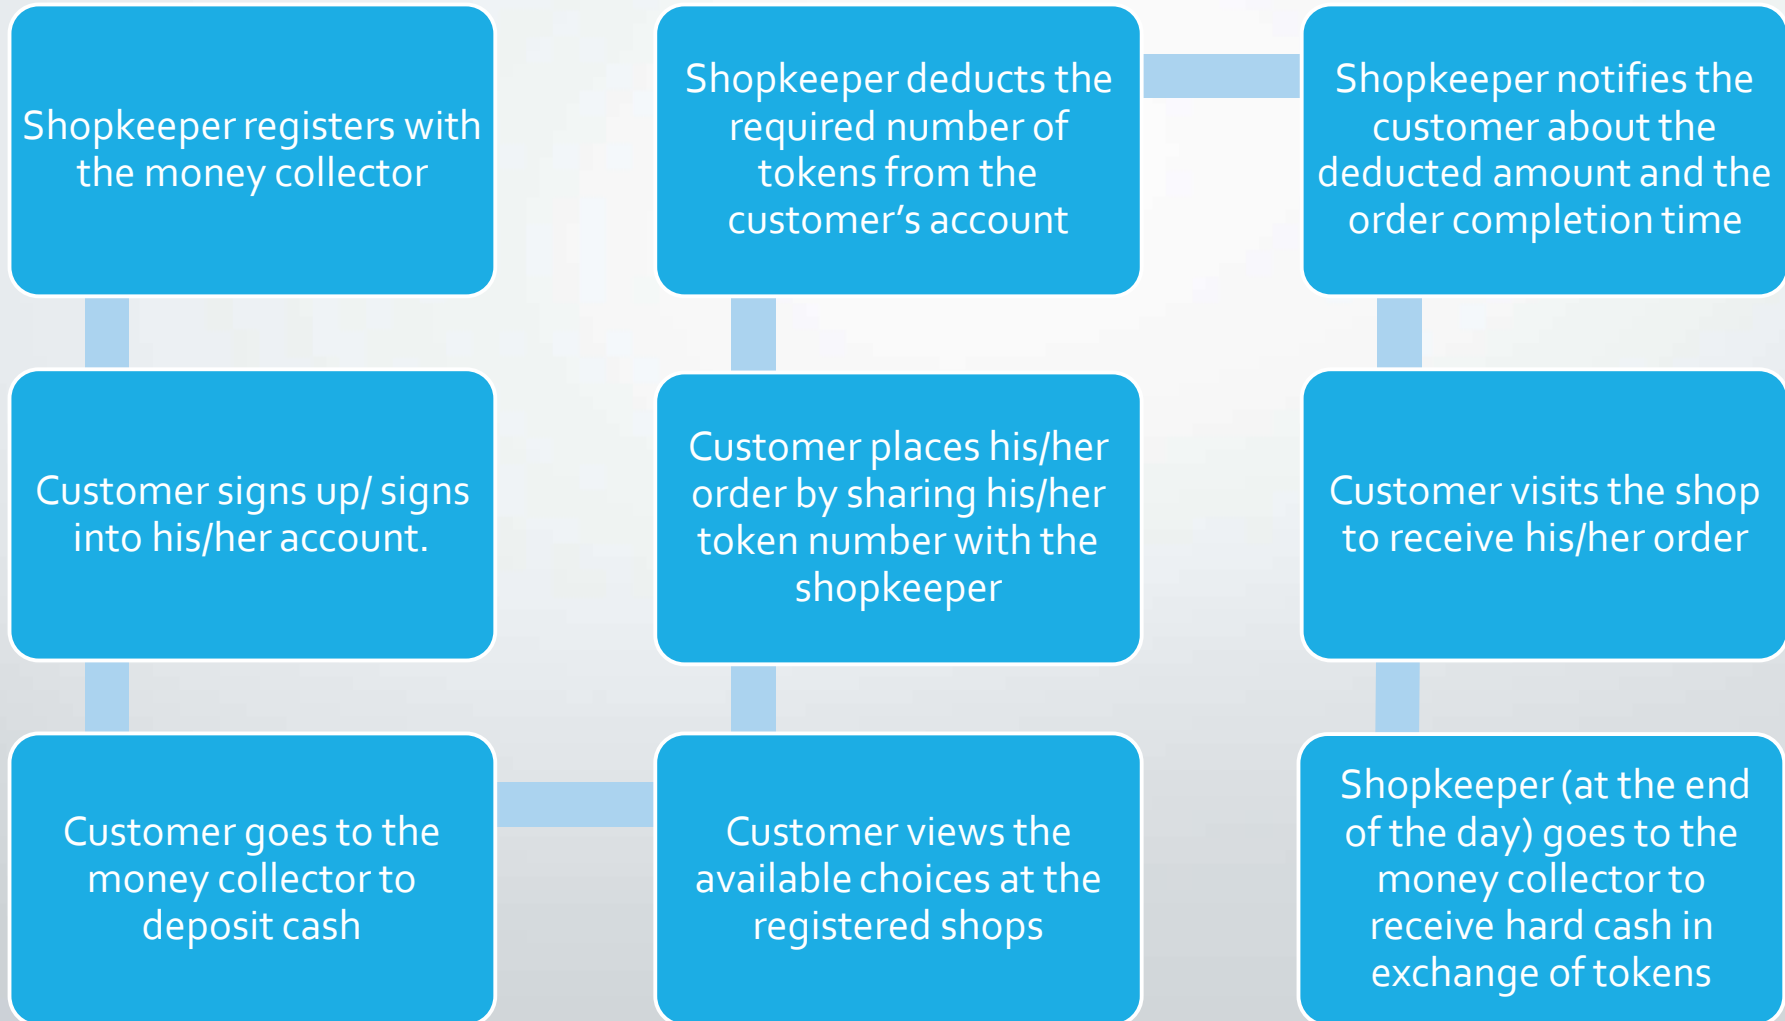 Shopkeeper registers with
the money collector
Customer signs up/ signs
into his/her account.
Customer goes to the
money collector to
deposit cash
Customer views the
available choices at the
registered shops
Customer places his/her
order by sharing his/her
token number with the
shopkeeper
Shopkeeper deducts the
required number of
tokens from the
customer’s account
Shopkeeper notifies the
customer about the
deducted amount and the
order completion time
Customer visits the shop
to receive his/her order
Shopkeeper (at the end
of the day) goes to the
money collector to
receive hard cash in
exchange of tokens